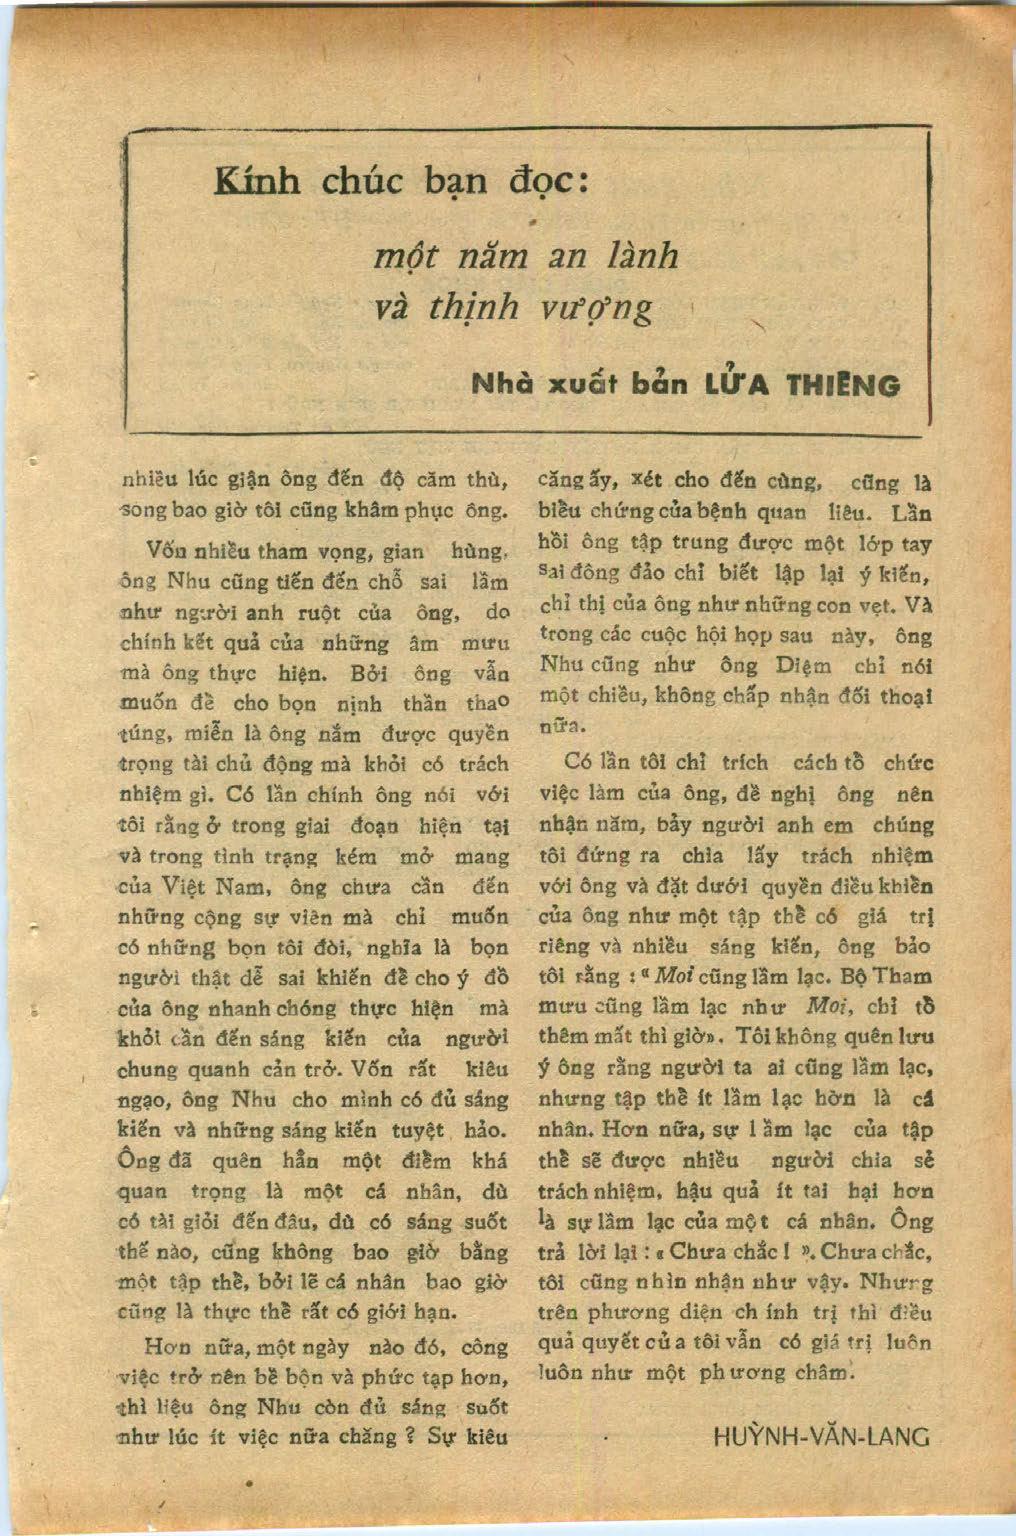 Kính chúc bạn đọc:
một năm an lành
và thịnh vượng
Nhà xuất bản LỬA THIÊNG
nhiều lúc giận ông đến độ căm thù,
song bao giờ tôi cũng khâm phục ông.
Vốn nhiều tham vọng, gian hùng,
ông Nhu cũng tiến đến chỗ sai lầm
như người anh ruột của ông, do
chính kết quả của những âm mưu
mà ông thực hiện. Bởi ông vẫn
muốn để cho bọn nịnh thần thao
túng, miễn là ông nắm được quyền
trọng tài chủ động mà khỏi có trách
nhiệm gì. Có lần chính ông nói với
tôi rằng ở trong giai đoạn hiện tại
và trong tình trạng kém mở mang
của Việt Nam, ông chưa cần đến
những cộng sự viên mà chỉ muốn
có những bọn tôi đòi, nghĩa là bọn
người thật dễ sai khiến để cho ý đồ
của ông nhanh chóng thực hiện mà
khỏi cần đến sáng kiến của người
chung quanh cản trở. Vốn rất kiêu
ngạo, ông Nhu cho mình có đủ sáng
kiến và những sáng kiến tuyệt hảo.
Ông đã quên hẳn một điểm khá
quan trọng là một cá nhân, dù
có tài giỏi đến đâu, dù có sáng suốt
thế nào, cũng không bao giờ bằng
một tập thể, bởi lẽ cá nhân bao giờ
cũng là thực thể rất có giới hạn.
Hơn nữa, một ngày nào đó, công
việc trở nên bề bộn và phức tạp hơn,
thì liệu ông Nhu còn đủ sáng suốt
như lúc ít việc nữa chăng ? Sự kiêu
căng ấy, xét cho đến cùng, cũng là
biểu chứng của bệnh quan liêu. Lần
hồi ông tập trung được một lớp tay
sai đông đảo chỉ biết lập lại ý kiến,
chỉ thị của ông như những con vẹt. Và
trong các cuộc hội họp sau này, ông
Nhu cũng như ông Diệm chỉ nói
một chiều, không chấp nhận đối thoại
nữa.
Có lần tôi chỉ trích cách tổ chức
việc làm của ông, đề nghị ông nên
nhận năm, bảy người anh em chúng
tôi đứng ra chia lấy trách nhiệm
với ông và đặt dưới quyền điều khiển
của ông như một tập thể có giá trị
riêng và nhiều sáng kiến, ông bảo
tôi rằng : « Moi cũng lầm lạc. Bộ Tham
mưu cũng lầm lạc như Moi, chỉ tổ
thêm mất thì giờ». Tôi không quên lưu
ý ông rằng người ta ai cũng lầm lạc,
nhưng tập thể ít lầm lạc hờn là cá
nhân. Hơn nữa, sự lầm lạc của tập
thể sẽ được nhiều người chia sẻ
trách nhiệm, hậu quả ít tai hại hơn
là sự lầm lạc của một cá nhân. Ông
trả lời lại : « Chưa chắc ! ». Chưa chắc,
tôi cũng nhìn nhận như vậy. Nhưng
trên phương diện chính trị thì điều
quả quyết của tôi vẫn có giá trị luôn
luôn như một phương châm.
HUỲNH-VĂN-LANG